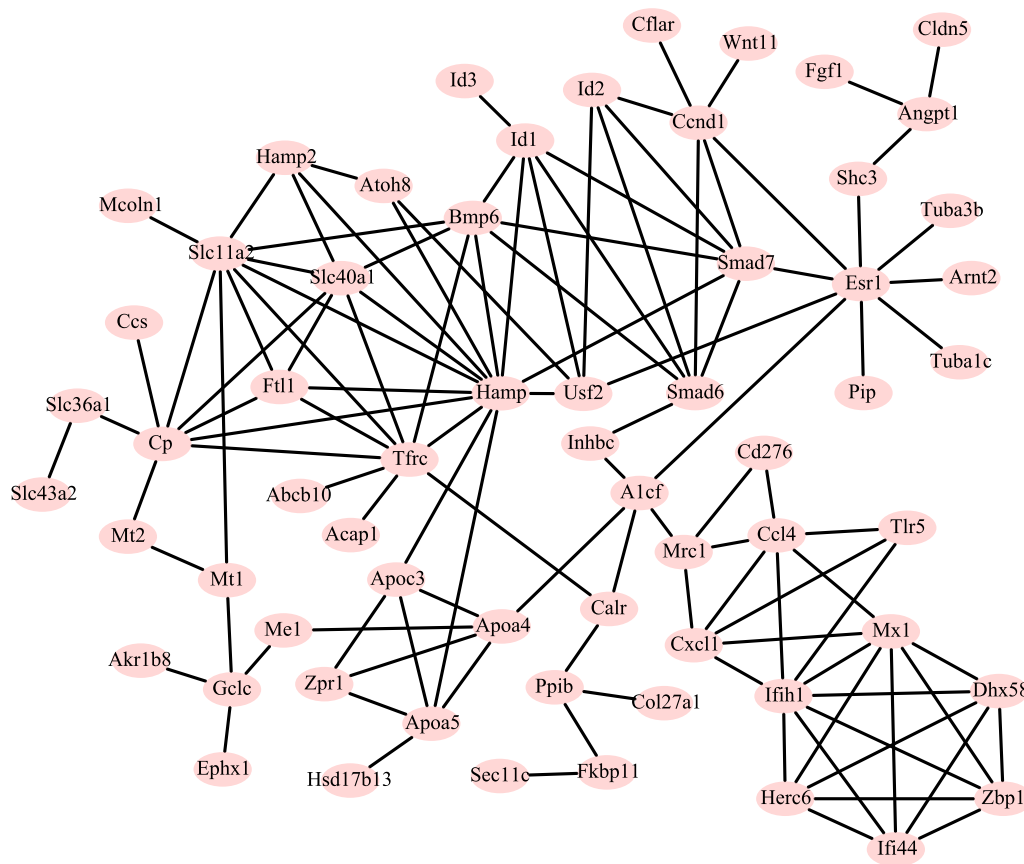 Cflar
Cldn5
Wnt11
Fgf1
Id3
Id2
Angpt1
Ccnd1
Id1
Hamp2
Atoh8
Shc3
Mcoln1
Bmp6
Tuba3b
Slc11a2
Slc40a1
Smad7
Esr1
Arnt2
Ccs
Tuba1c
Ftl1
Hamp
Usf2
Smad6
Pip
Slc36a1
Cp
Inhbc
Cd276
Tfrc
Slc43a2
Abcb10
A1cf
Mt2
Acap1
Mrc1
Ccl4
Tlr5
Mt1
Apoc3
Calr
Me1
Apoa4
Mx1
Cxcl1
Akr1b8
Gclc
Zpr1
Ppib
Col27a1
Ifih1
Dhx58
Apoa5
Ephx1
Hsd17b13
Sec11c
Fkbp11
Herc6
Zbp1
Ifi44